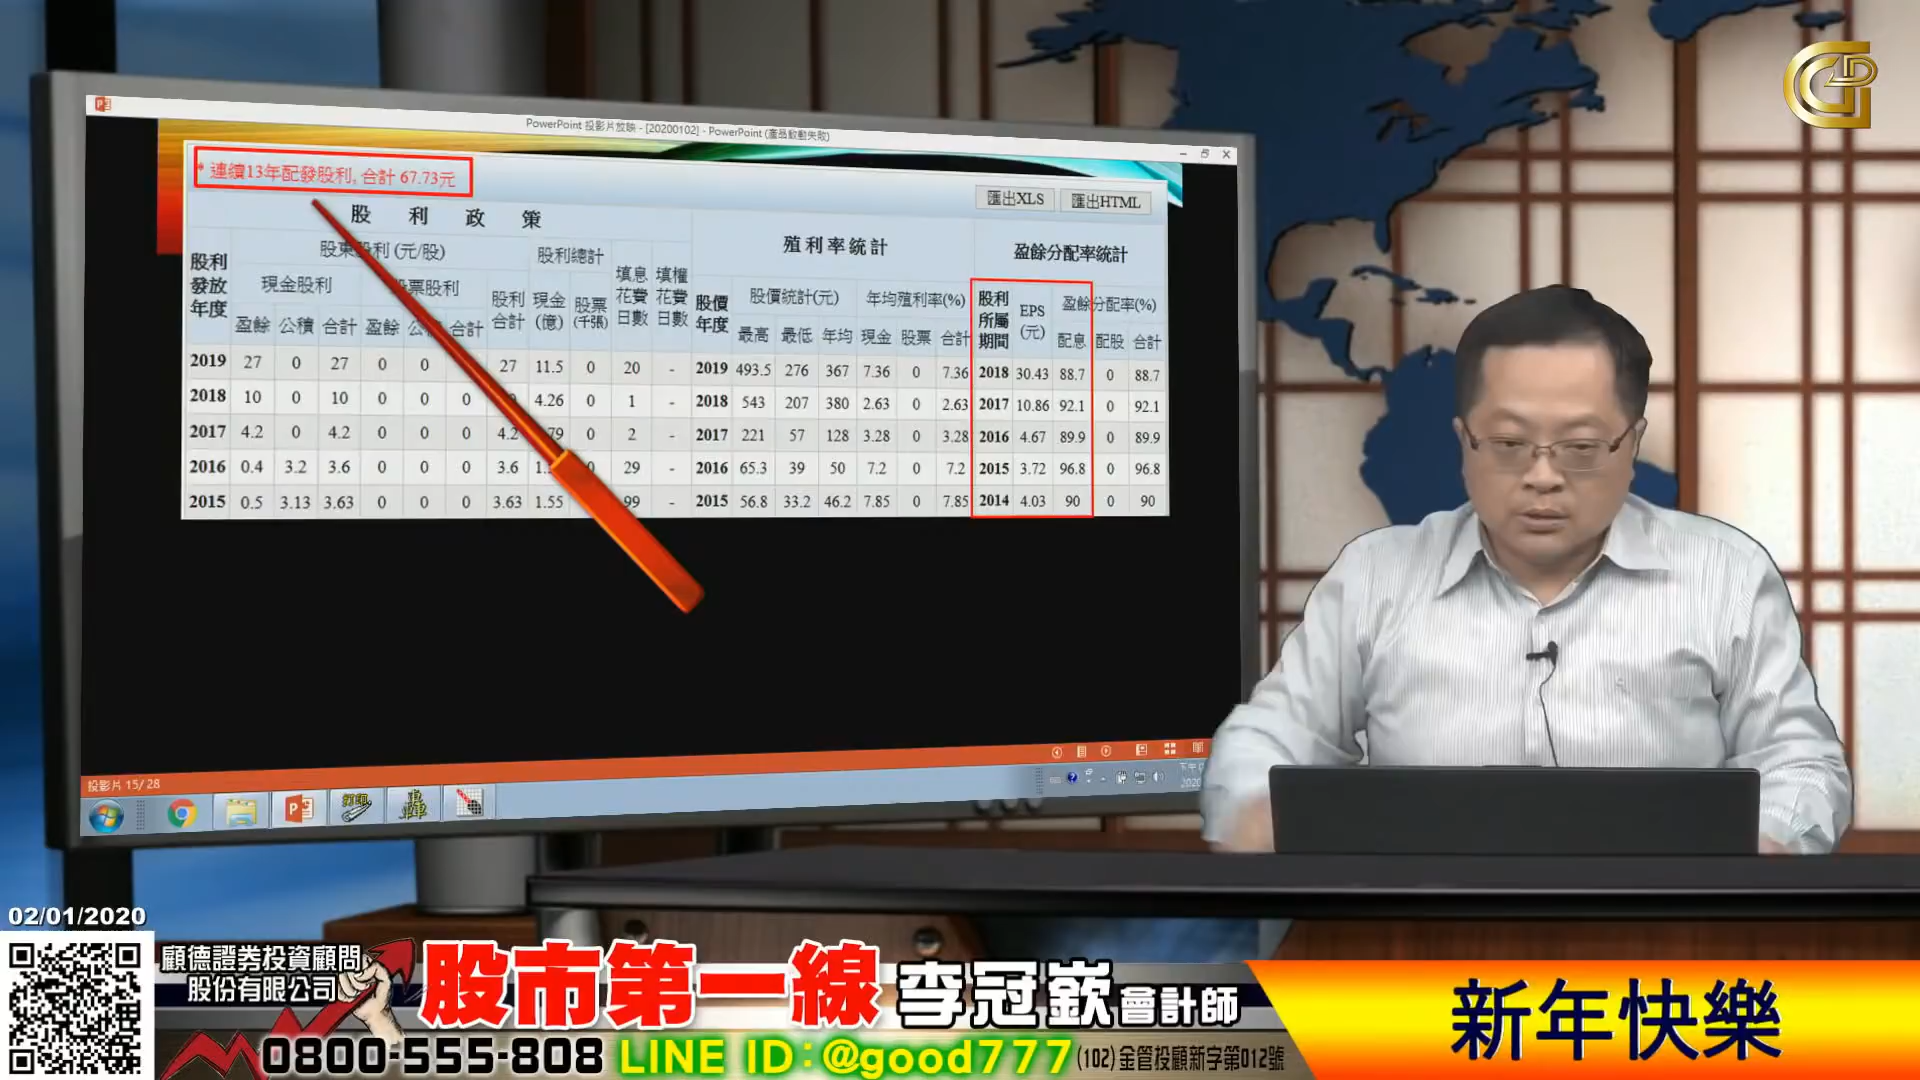 PowerPoint 投影片放映 - [20200102] - PowerPoint (產品啟動失敗)
* 連續13年配發股利, 合計 67.73元
匯出XLS 匯出HTML
股利政策 殖利率統計 盈餘分配率統計
股利發放年度 股東股利 (元/股) 股利總計 填息花費日數 填權花費日數 股價年度 股價統計(元) 年均殖利率(%) 股利所屬期間 EPS(元) 盈餘分配率(%)
現金股利 股票股利 股利合計 現金(億) 股票(千張)
盈餘 公積 合計 盈餘 合計 最高 最低 年均 現金 股票 合計 配息 配股 合計
2019 27 0 27 0 0 27 11.5 0 20 - 2019 493.5 276 367 7.36 0 7.36 2018 30.43 88.7 0 88.7
2018 10 0 10 0 0 0 4.26 0 1 - 2018 543 207 380 2.63 0 2.63 2017 10.86 92.1 0 92.1
2017 4.2 0 4.2 0 0 0 4.2 0 2 - 2017 221 57 128 3.28 0 3.28 2016 4.67 89.9 0 89.9
2016 0.4 3.2 3.6 0 0 0 3.6 29 - 2016 65.3 39 50 7.2 0 7.2 2015 3.72 96.8 0 96.8
2015 0.5 3.13 3.63 0 0 0 3.63 1.55 99 - 2015 56.8 33.2 46.2 7.85 0 7.85 2014 4.03 90 0 90
投影片 15/ 28
02/01/2020
顧德證券投資顧問
股份有限公司
股市第一線 李冠嶔 會計師
新年快樂
0800-555-808 LINE ID:@good777 (102)金管投顧新字第012號